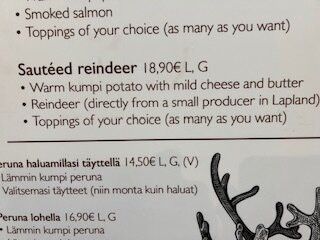 • Smoked salmon
• Toppings of your choice (as many as you want)
Sautéed reindeer 18,90€ L, G
• Warm kumpi potato with mild cheese and butter
• Reindeer (directly from a small producer in Lapland)
• Toppings of your choice (as many as you want)
eruna haluamillasi täyttellä 14,50€ L, G, (V)
Lämmin kumpi peruna
Valitsemasi täytteet (niin monta kuin haluat)
Peruna lohella 16,90€ L, G
• Lämmin kumpi peruna